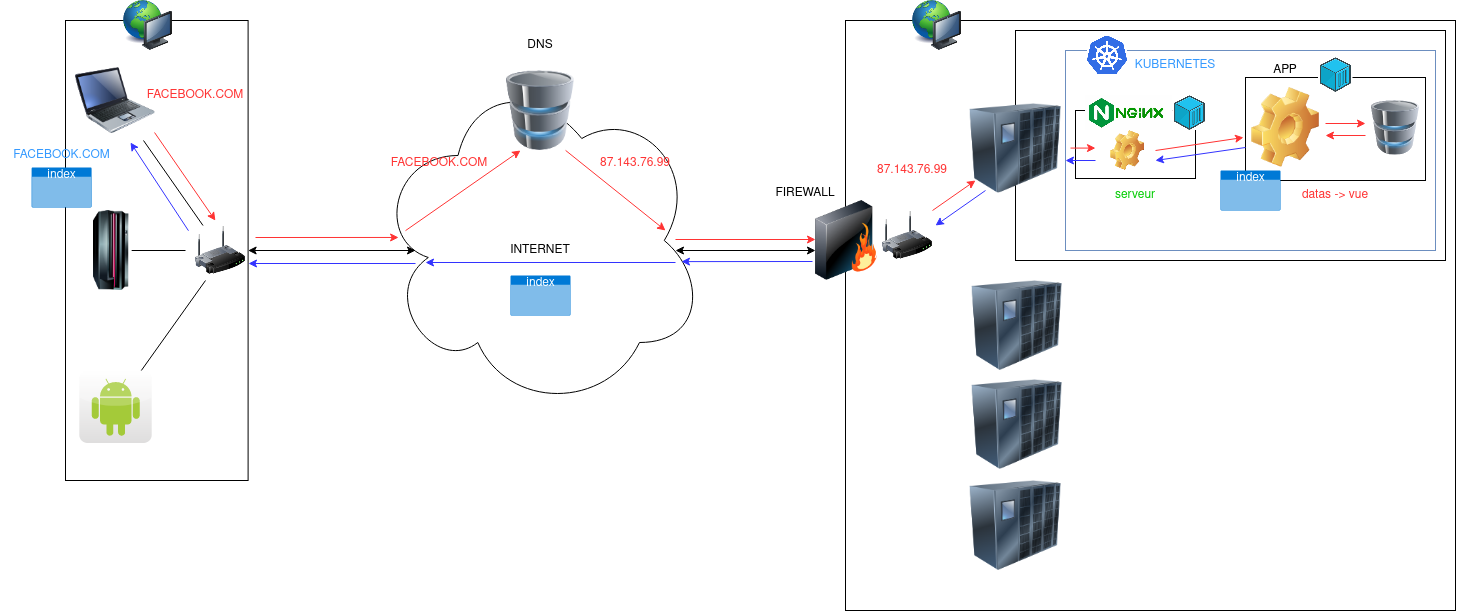 FACEBOOK.COM
FACEBOOK.COM
index
DNS
FACEBOOK.COM
87.143.76.99
INTERNET
index
FIREWALL
87.143.76.99
KUBERNETES
NGINX
serveur
APP
index
datas -> vue